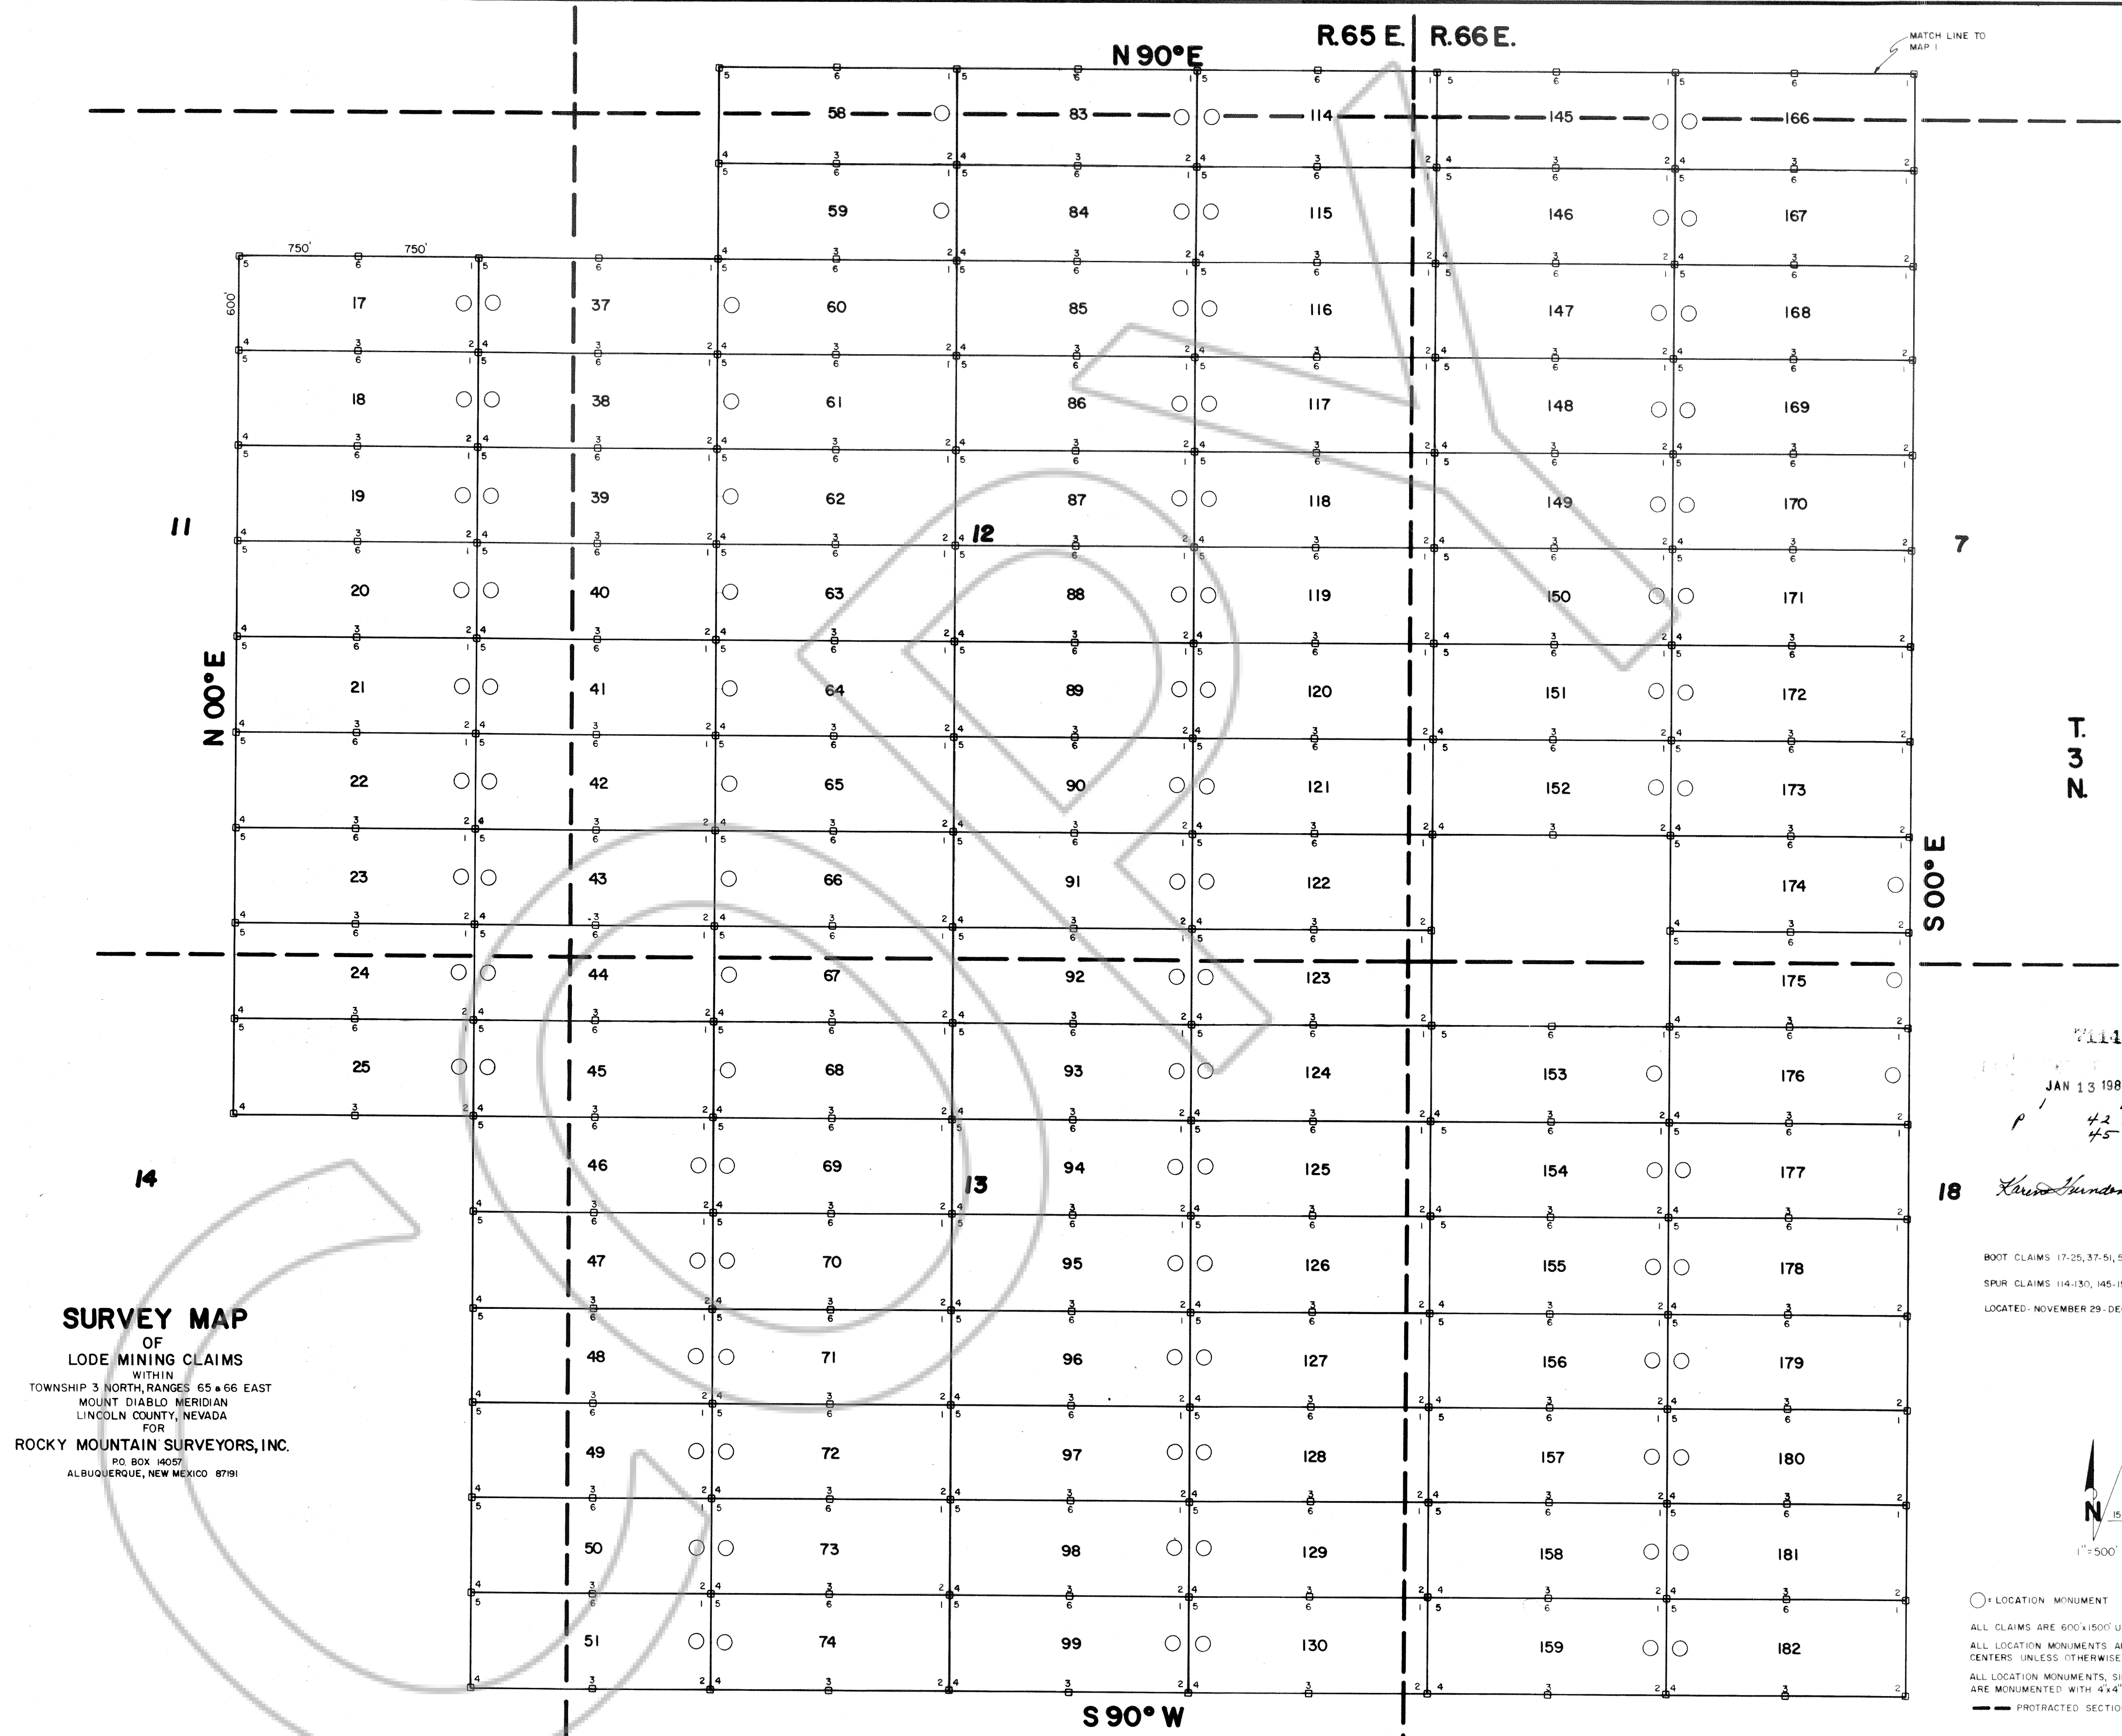 R.65 E. R.66 E.
MATCH LINE TO
MAP 1
N 90° E
58 83 114 145 166
59 84 115 146 167
750' 750'
600'
17 37 60 85 116 147 168
18 38 61 86 117 148 169
19 39 62 87 118 149 170
11 12 7
20 40 63 88 119 150 171
N 00° E
21 41 64 89 120 151 172
T.
3
N.
22 42 65 90 121 152 173
S 00° E
23 43 66 91 122 174
24 44 67 92 123 175
25 45 68 93 124 153 176
JAN 13 198
P 42
45
46 69 94 125 154 177
14 13 18
Karen Hurndon
47 70 95 126 155 178
BOOT CLAIMS 17-25, 37-51, 5
SPUR CLAIMS 114-130, 145-15
LOCATED - NOVEMBER 29 - DE
SURVEY MAP
OF
LODE MINING CLAIMS
WITHIN
TOWNSHIP 3 NORTH, RANGES 65 & 66 EAST
MOUNT DIABLO MERIDIAN
LINCOLN COUNTY, NEVADA
FOR
ROCKY MOUNTAIN SURVEYORS, INC.
P.O. BOX 14057
ALBUQUERQUE, NEW MEXICO 87191
48 71 96 127 156 179
49 72 97 128 157 180
N
15
1"=500'
50 73 98 129 158 181
51 74 99 130 159 182
= LOCATION MONUMENT
ALL CLAIMS ARE 600'x1500' U
ALL LOCATION MONUMENTS A
CENTERS UNLESS OTHERWISE
ALL LOCATION MONUMENTS, SI
ARE MONUMENTED WITH 4"x4"
PROTRACTED SECTIO
S 90° W
COPY